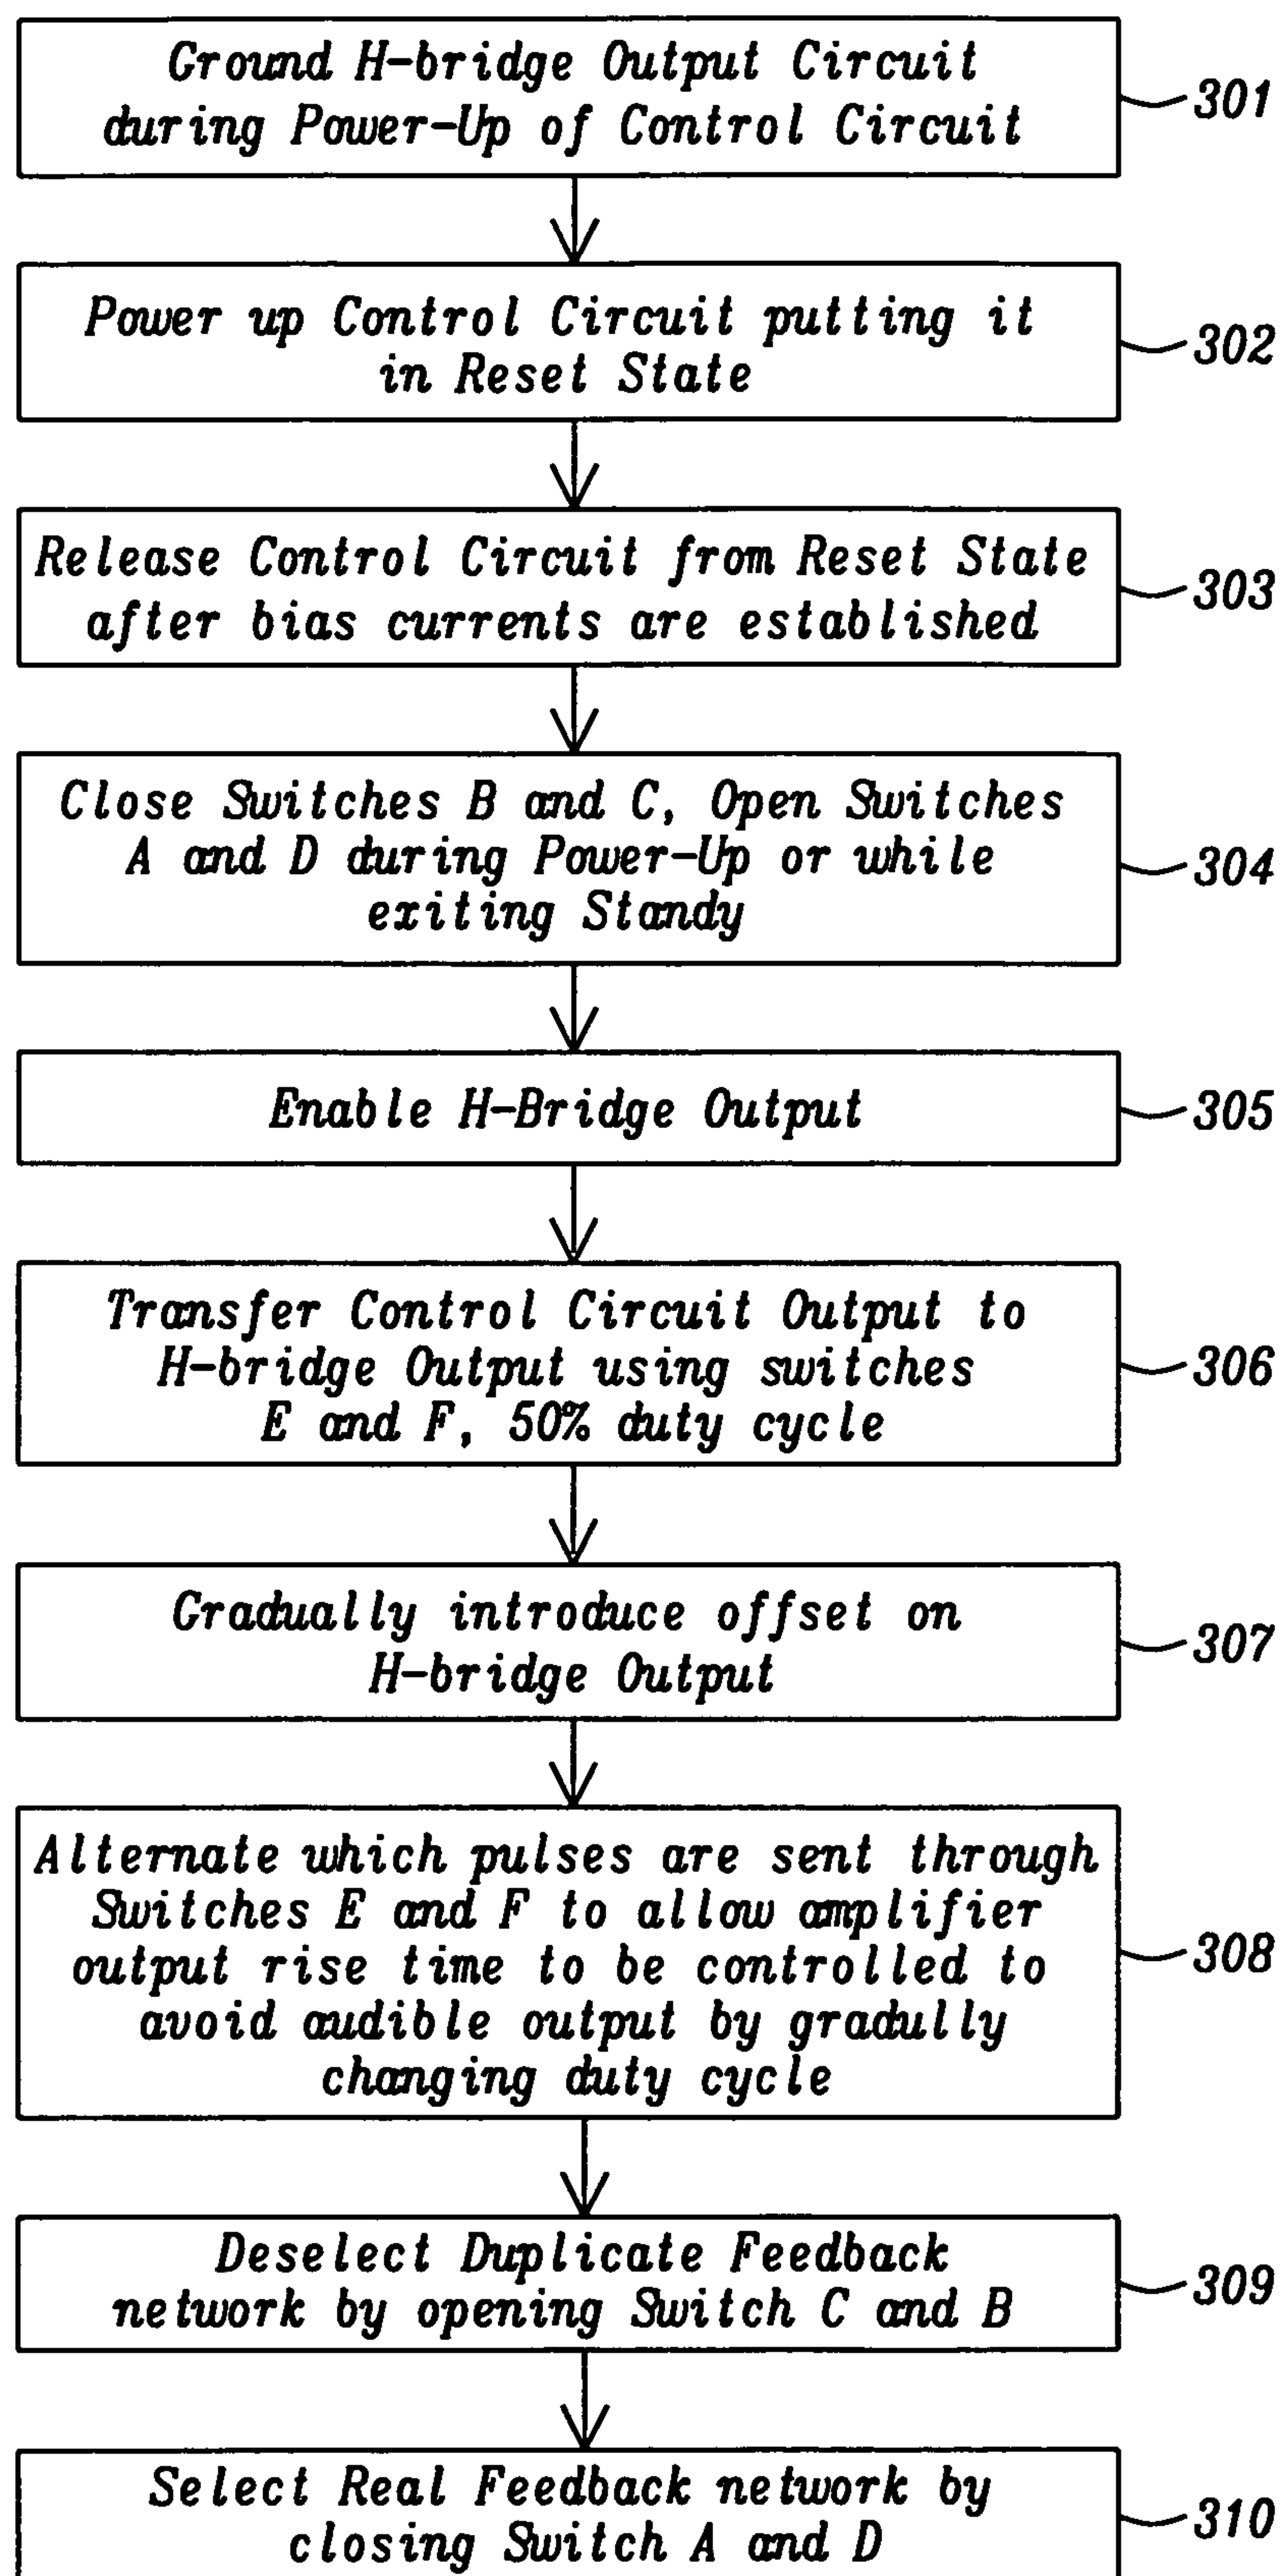 Ground H-bridge Output Circuit
during Power-Up of Control Circuit
301
Power up Control Circuit putting it
in Reset State
302
Release Control Circuit from Reset State
after bias currents are established
303
Close Switches B and C, Open Switches
A and D during Power-Up or while
exiting Standy
304
Enable H-Bridge Output
305
Transfer Control Circuit Output to
H-bridge Output using switches
E and F, 50% duty cycle
306
Gradually introduce offset on
H-bridge Output
307
Alternate which pulses are sent through
Switches E and F to allow amplifier
output rise time to be controlled to
avoid audible output by gradully
changing duty cycle
308
Deselect Duplicate Feedback
network by opening Switch C and B
309
Select Real Feedback network by
closing Switch A and D
310